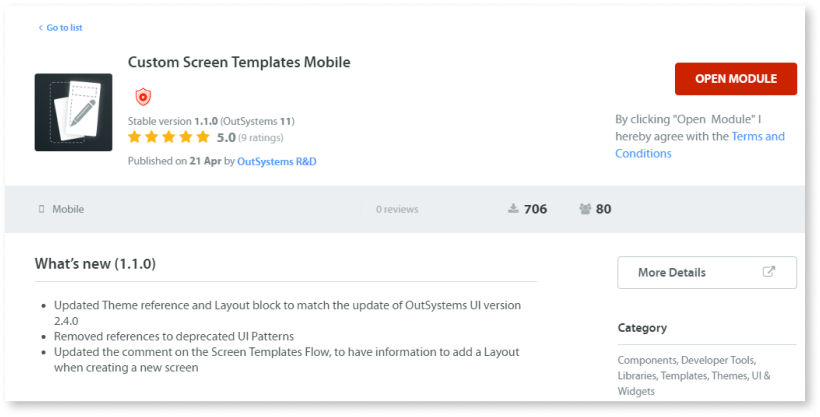 ‹ Go to list
Custom Screen Templates Mobile
OPEN MODULE
Stable version 1.1.0 (OutSystems 11)
5.0 (9 ratings)
Published on 21 Apr by OutSystems R&D
By clicking "Open Module" I
hereby agree with the Terms and
Conditions
Mobile
0 reviews
706
80
What's new (1.1.0)
• Updated Theme reference and Layout block to match the update of OutSystems UI version
2.4.0
• Removed references to deprecated UI Patterns
• Updated the comment on the Screen Templates Flow, to have information to add a Layout
when creating a new screen
More Details
Category
Components, Developer Tools,
Libraries, Templates, Themes, UI &
Widgets